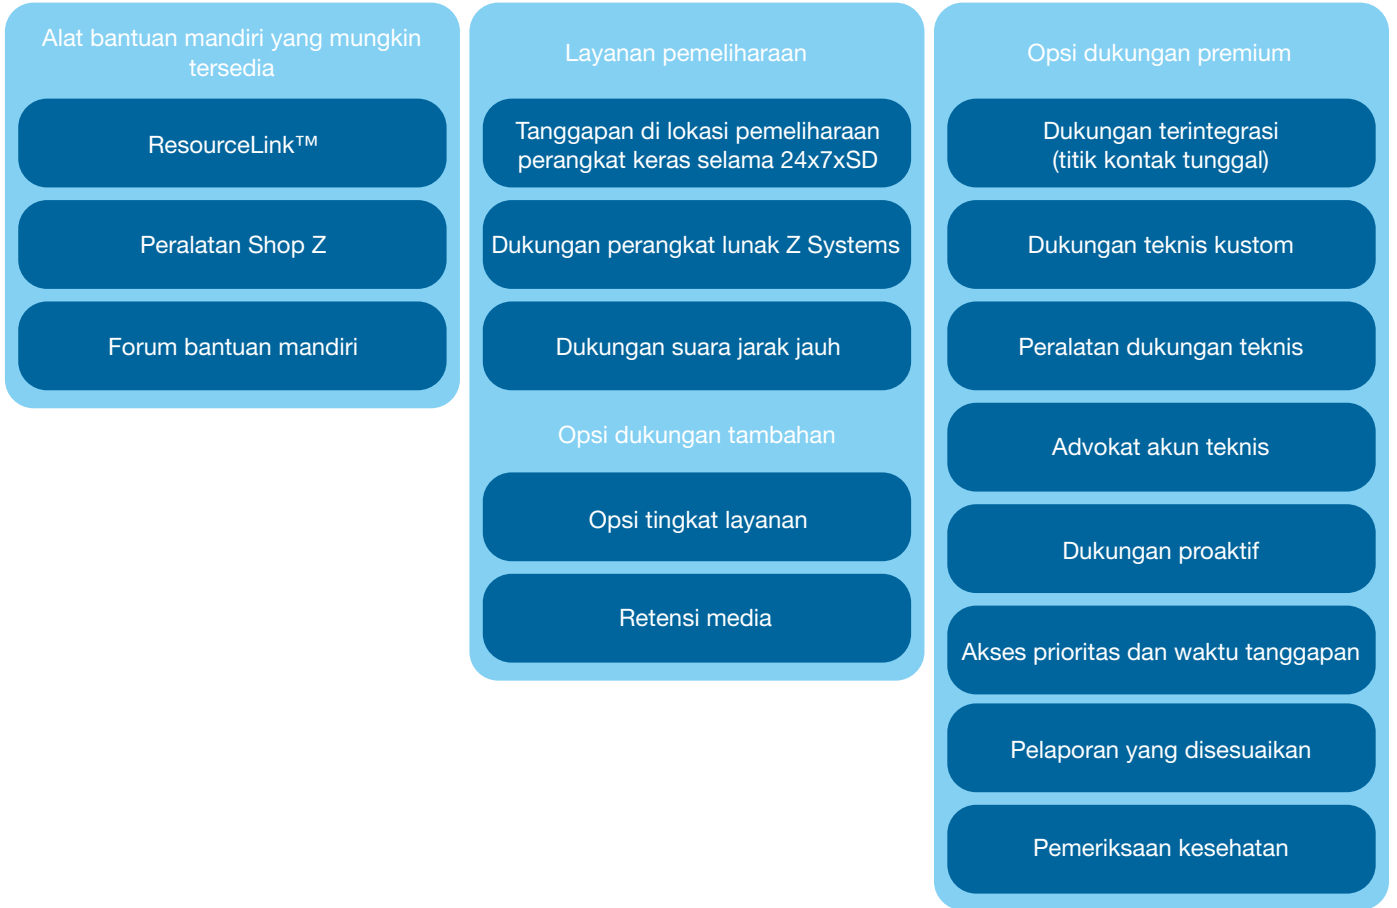 Alat bantuan mandiri yang mungkin
tersedia
ResourceLink™
Peralatan Shop Z
Forum bantuan mandiri
Layanan pemeliharaan
Tanggapan di lokasi pemeliharaan
perangkat keras selama 24x7xSD
Dukungan perangkat lunak Z Systems
Dukungan suara jarak jauh
Opsi dukungan tambahan
Opsi tingkat layanan
Retensi media
Opsi dukungan premium
Dukungan terintegrasi
(titik kontak tunggal)
Dukungan teknis kustom
Peralatan dukungan teknis
Advokat akun teknis
Dukungan proaktif
Akses prioritas dan waktu tanggapan
Pelaporan yang disesuaikan
Pemeriksaan kesehatan